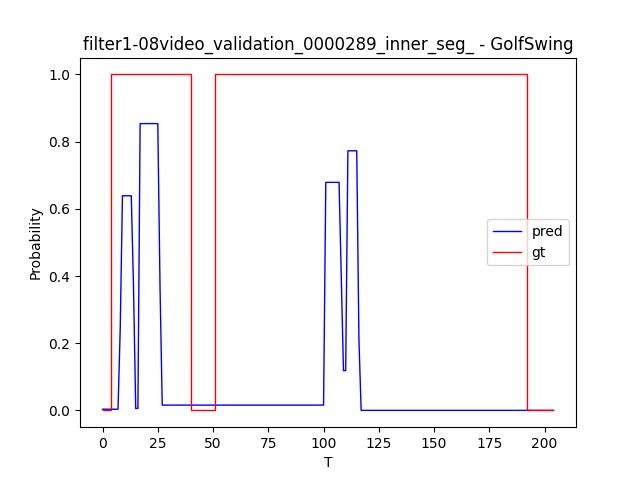 filter1-08video_validation_0000289_inner_seg_ - GolfSwing
1.0
0.8
0.6
0.4
0.2
0.0
Probability
pred
gt
0 25 50 75 100 125 150 175 200
T